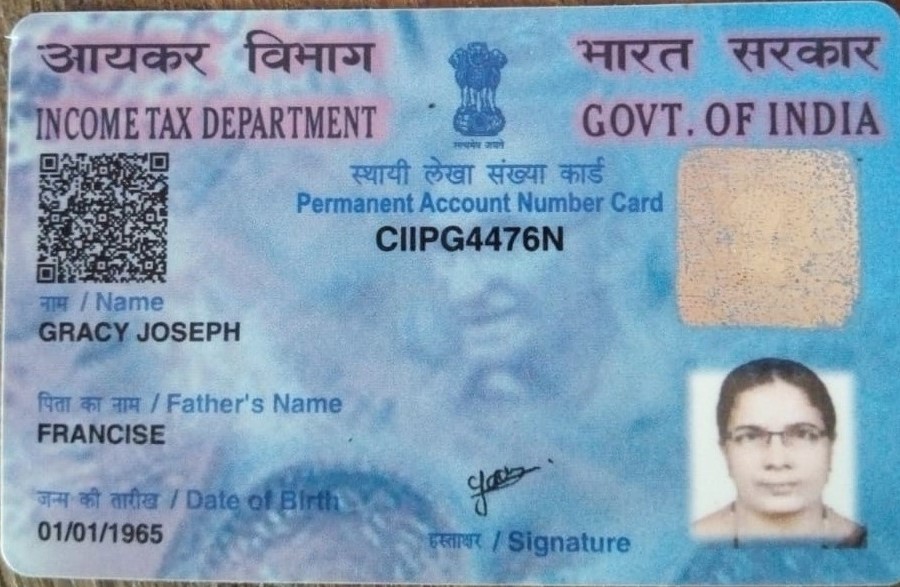 आयकर विभाग
भारत सरकार
INCOME TAX DEPARTMENT
GOVT. OF INDIA
सत्यमेव जयते
स्थायी लेखा संख्या कार्ड
Permanent Account Number Card
CIIPG4476N
नाम / Name
GRACY JOSEPH
पिता का नाम / Father's Name
FRANCISE
जन्म की तारीख / Date of Birth
01/01/1965
हस्ताक्षर / Signature